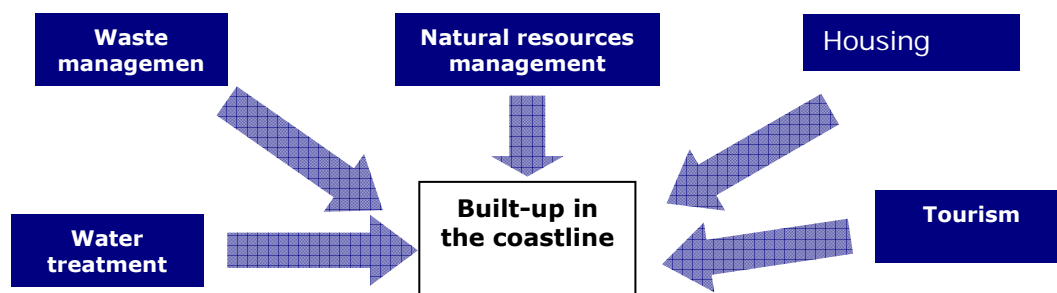 Waste
managemen
Natural resources
management
Housing
Water
treatment
Built-up in
the coastline
Tourism